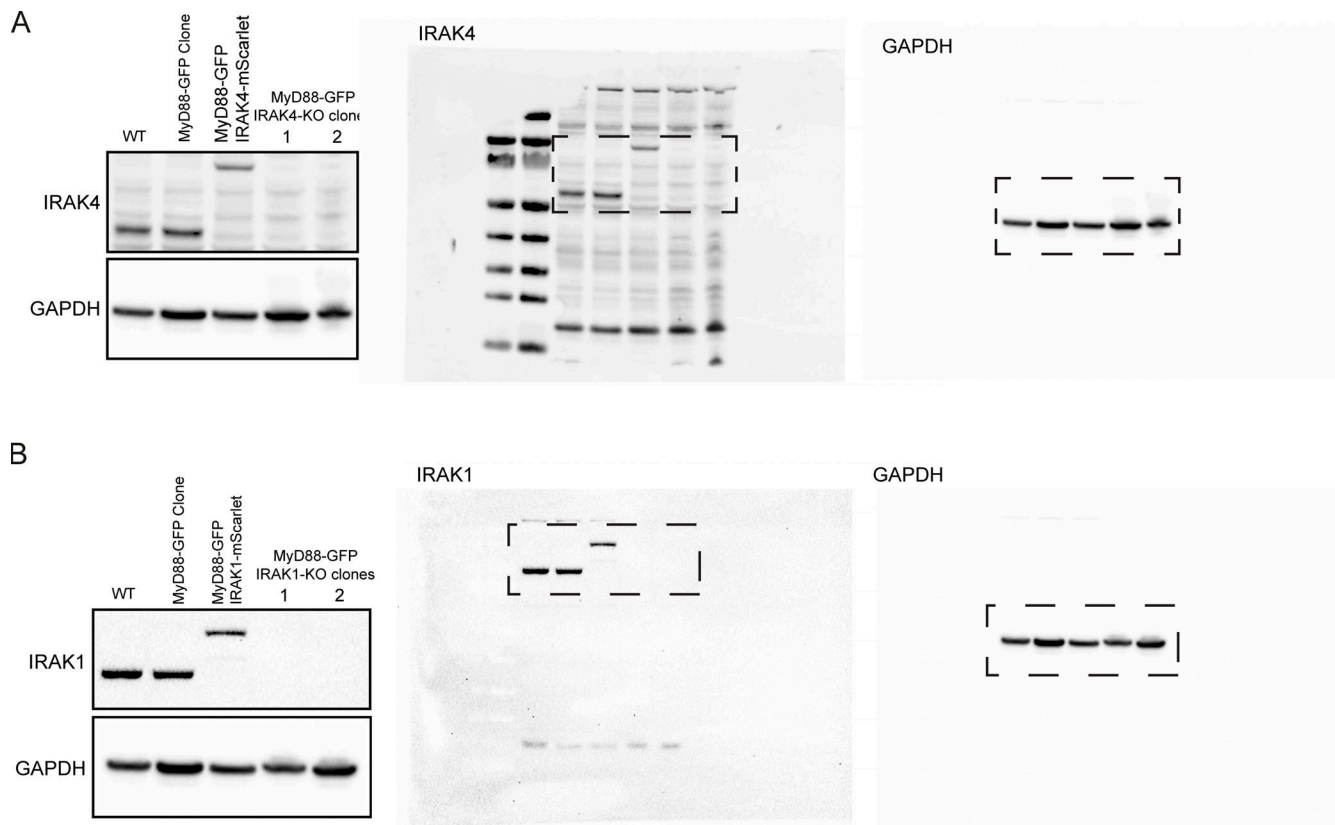 A
WT
MyD88-GFP Clone
MyD88-GFP
IRAK4-mScarlet
MyD88-GFP
IRAK4-KO clone
1
2
IRAK4
GAPDH
IRAK4
GAPDH
B
WT
MyD88-GFP Clone
MyD88-GFP
IRAK1-mScarlet
MyD88-GFP
IRAK1-KO clones
1
2
IRAK1
GAPDH
IRAK1
GAPDH